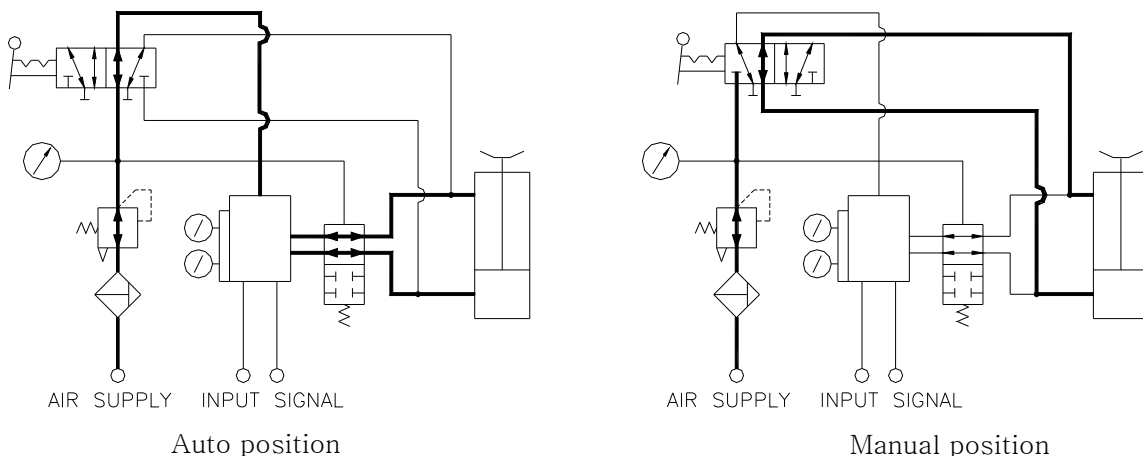 AIR SUPPLY INPUT SIGNAL
Auto position
AIR SUPPLY INPUT SIGNAL
Manual position